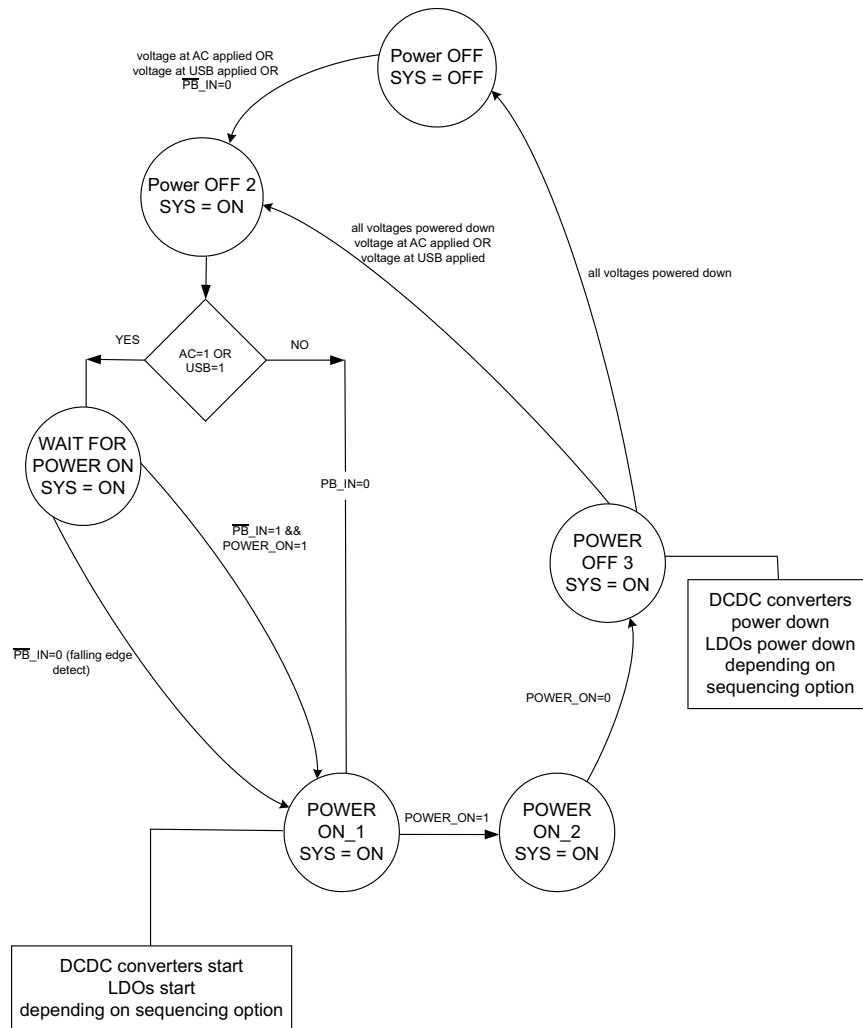 Power OFF
SYS = OFF
voltage at AC applied OR
voltage at USB applied OR
P̅B̅_IN=0
Power OFF 2
SYS = ON
all voltages powered down
voltage at AC applied OR
voltage at USB applied
all voltages powered down
YES
AC=1 OR
USB=1
NO
WAIT FOR
POWER ON
SYS = ON
PB_IN=0
P̅B̅_IN=1 &&
POWER_ON=1
POWER
OFF 3
SYS = ON
DCDC converters
power down
LDOs power down
depending on
sequencing option
P̅B̅_IN=0 (falling edge
detect)
POWER_ON=0
POWER
ON_1
SYS = ON
POWER_ON=1
POWER
ON_2
SYS = ON
DCDC converters start
LDOs start
depending on sequencing option